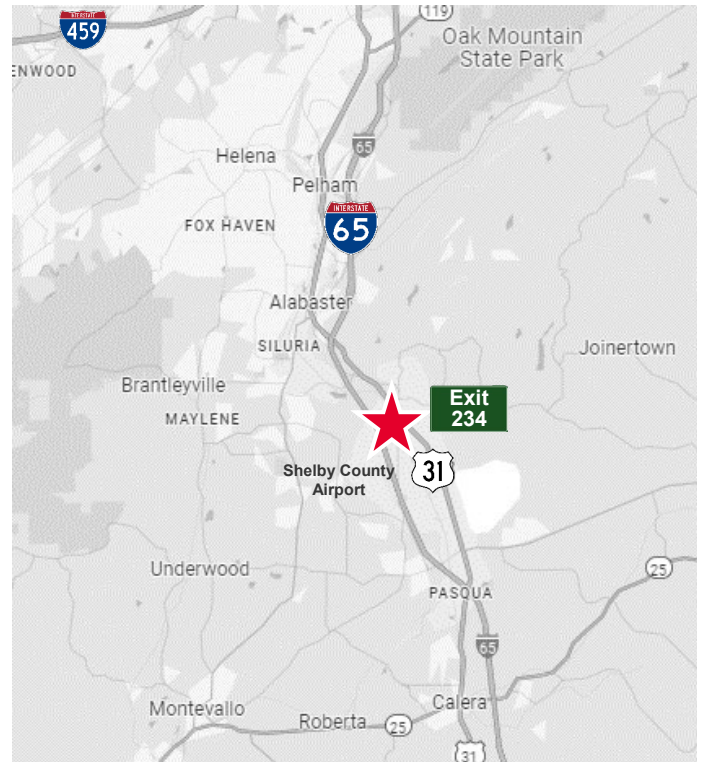 INTERSTATE
459
119
Oak Mountain
State Park
ENWOOD
65
Helena
Pelham
INTERSTATE
65
FOX HAVEN
Alabaster
SILURIA
Joinertown
Brantleyville
Exit
234
MAYLENE
Shelby County
Airport
31
Underwood
25
PASQUA
65
Calera
Montevallo
Roberta
25
31